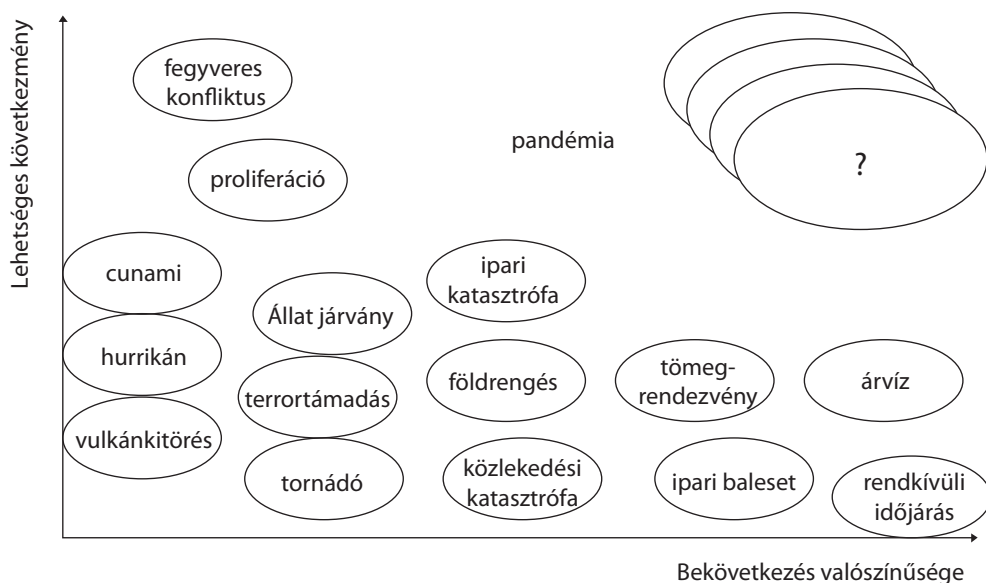 Lehetséges következmény
fegyveres
konfliktus
pandémia
?
proliferáció
cunami
ipari
katasztrófa
Állat járvány
hurrikán
földrengés
tömeg-
rendezvény
árvíz
terrortámadás
vulkánkitörés
tornádó
közlekedési
katasztrófa
ipari baleset
rendkívüli
időjárás
Bekövetkezés valószínűsége